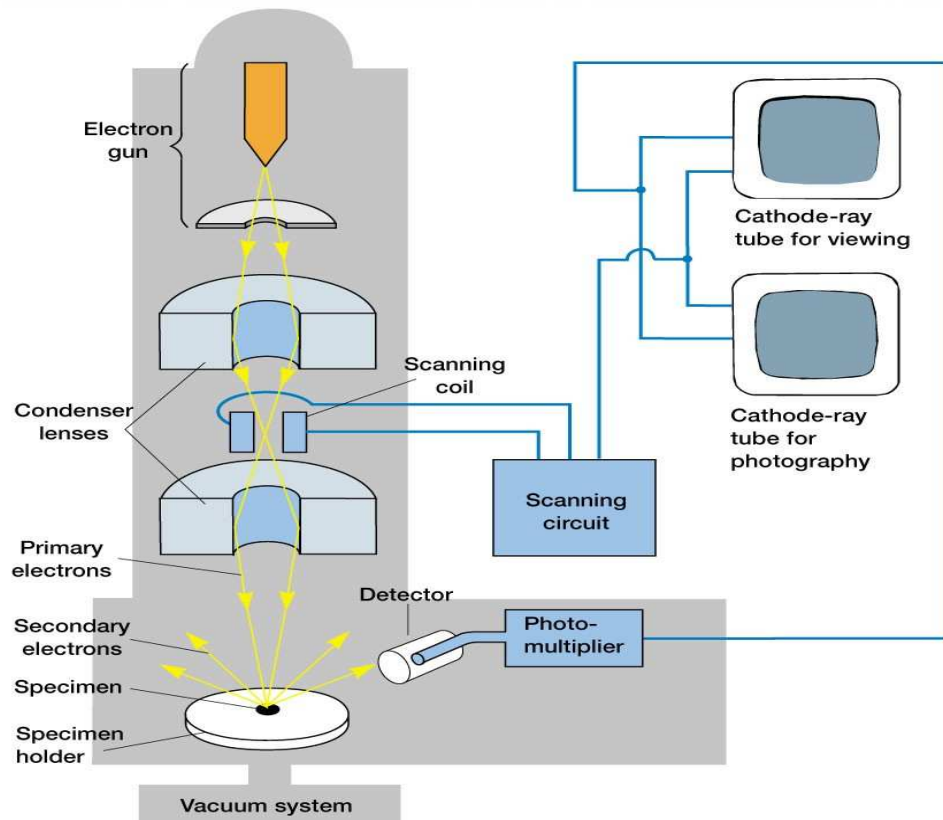 Electron
gun
Cathode-ray
tube for viewing
Scanning
coil
Condenser
lenses
Cathode-ray
tube for
photography
Scanning
circuit
Primary
electrons
Detector
Photo-
multiplier
Secondary
electrons
Specimen
Specimen
holder
Vacuum system